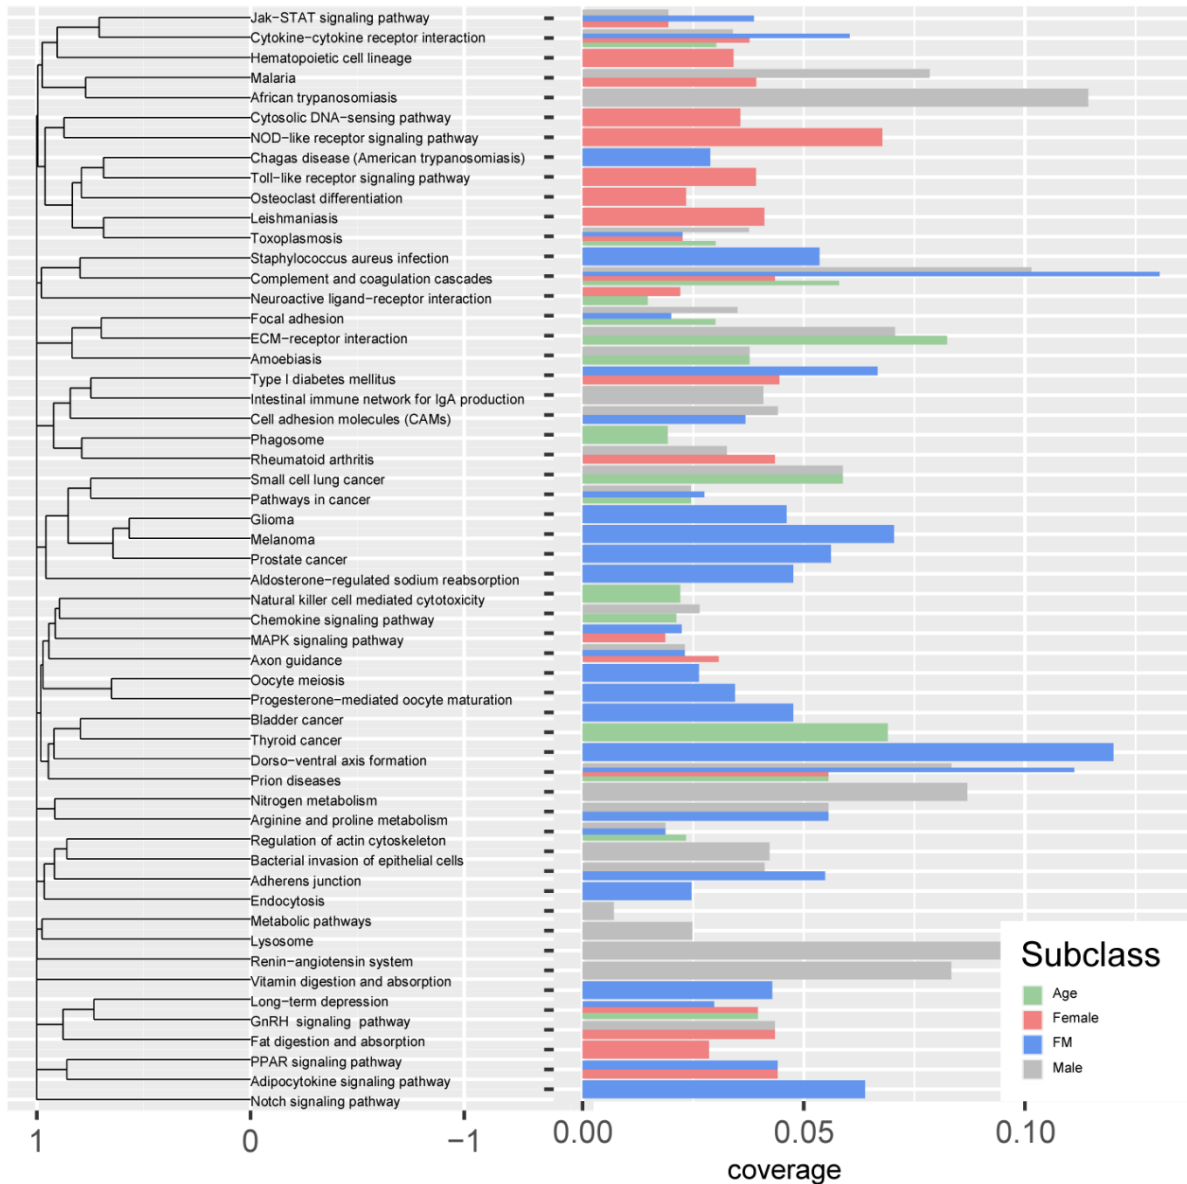 Jak−STAT signaling pathway
Cytokine−cytokine receptor interaction
Hematopoietic cell lineage
Malaria
African trypanosomiasis
Cytosolic DNA−sensing pathway
NOD−like receptor signaling pathway
Chagas disease (American trypanosomiasis)
Toll−like receptor signaling pathway
Osteoclast differentiation
Leishmaniasis
Toxoplasmosis
Staphylococcus aureus infection
Complement and coagulation cascades
Neuroactive ligand−receptor interaction
Focal adhesion
ECM−receptor interaction
Amoebiasis
Type I diabetes mellitus
Intestinal immune network for IgA production
Cell adhesion molecules (CAMs)
Phagosome
Rheumatoid arthritis
Small cell lung cancer
Pathways in cancer
Glioma
Melanoma
Prostate cancer
Aldosterone−regulated sodium reabsorption
Natural killer cell mediated cytotoxicity
Chemokine signaling pathway
MAPK signaling pathway
Axon guidance
Oocyte meiosis
Progesterone−mediated oocyte maturation
Bladder cancer
Thyroid cancer
Dorso−ventral axis formation
Prion diseases
Nitrogen metabolism
Arginine and proline metabolism
Regulation of actin cytoskeleton
Bacterial invasion of epithelial cells
Adherens junction
Endocytosis
Metabolic pathways
Lysosome
Renin−angiotensin system
Vitamin digestion and absorption
Long−term depression
GnRH signaling pathway
Fat digestion and absorption
PPAR signaling pathway
Adipocytokine signaling pathway
Notch signaling pathway
1 0 −1
0.00 0.05 0.10
coverage
Subclass
Age
Female
FM
Male